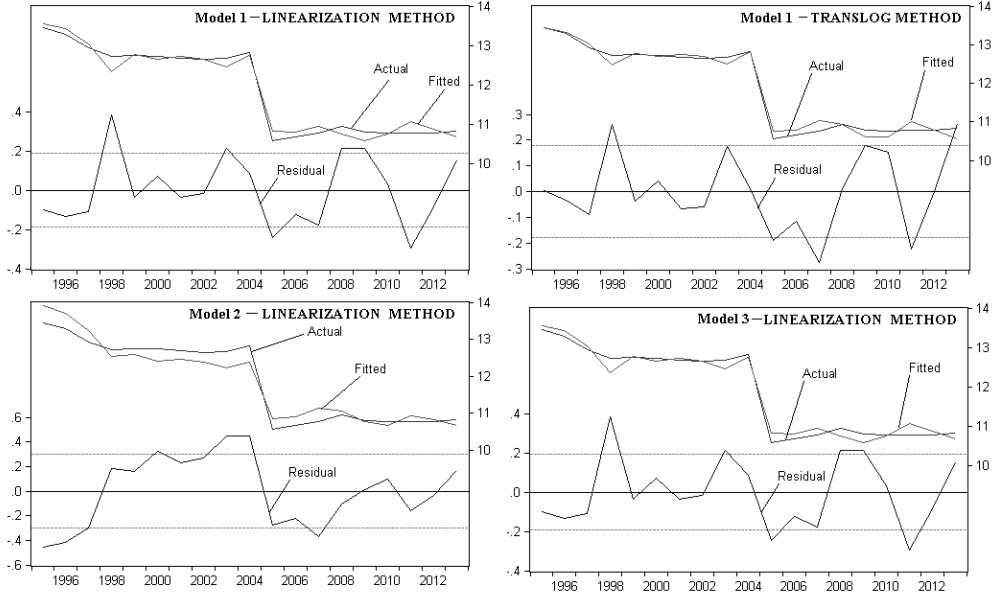 Model 1 – LINEARIZATION METHOD
14
13
12
11
10
Actual
Fitted
Residual
.4
.2
.0
-.2
-.4
1996 1998 2000 2002 2004 2006 2008 2010 2012
Model 1 – TRANSLOG METHOD
14
13
12
11
10
Actual
Fitted
Residual
.3
.2
.1
.0
-.1
-.2
-.3
1996 1998 2000 2002 2004 2006 2008 2010 2012
Model 2 – LINEARIZATION METHOD
14
13
12
11
10
Actual
Fitted
Residual
.6
.4
.2
.0
-.2
-.4
-.6
1996 1998 2000 2002 2004 2006 2008 2010 2012
Model 3 – LINEARIZATION METHOD
14
13
12
11
10
Actual
Fitted
Residual
.4
.2
.0
-.2
-.4
1996 1998 2000 2002 2004 2006 2008 2010 2012